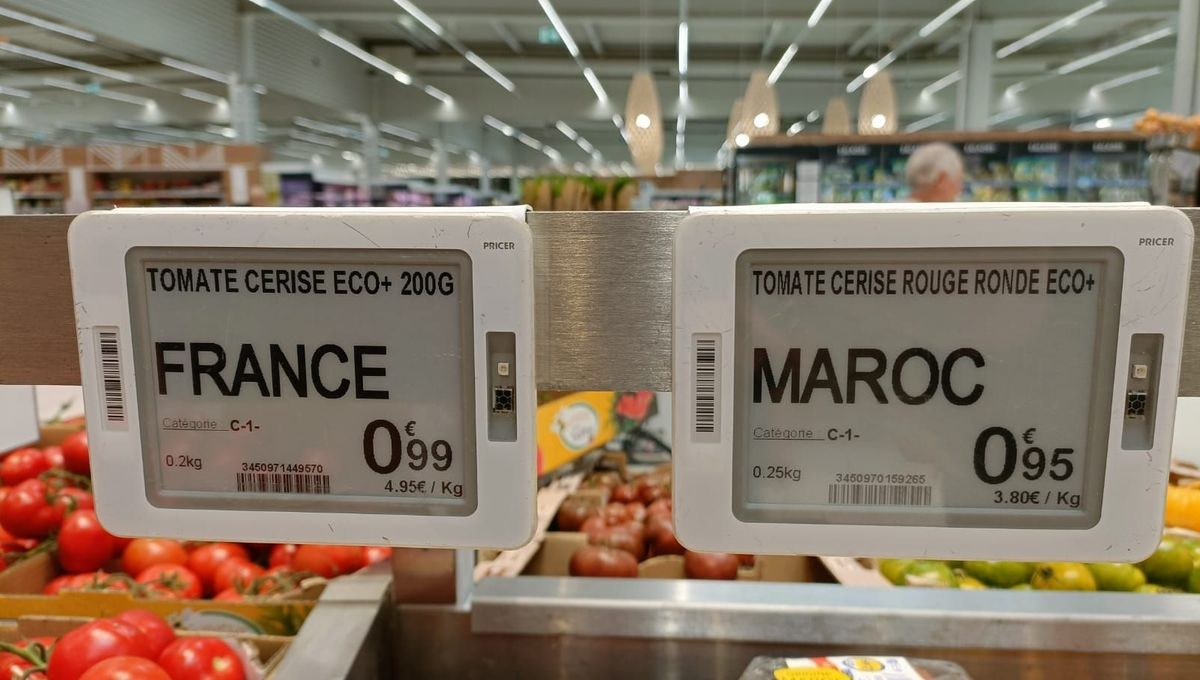 PRICER
TOMATE CERISE ECO+ 200G
FRANCE
Catégorie C-1-
0€99
0.2kg
3450971449570
4.95€ / Kg
PRICER
TOMATE CERISE ROUGE RONDE ECO+
MAROC
Catégorie C-1-
0€95
0.25kg
3450970159265
3.80€ / Kg